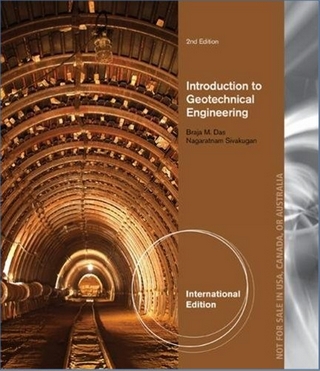 2nd Edition
Introduction to
Geotechnical
Engineering
Braja M. Das
Nagaratnam Sivakugan
International
Edition
NOT FOR SALE IN USA, CANADA, OR AUSTRALIA